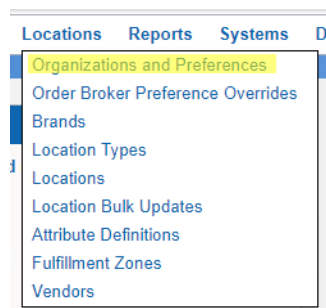 Locations Reports Systems D
Organizations and Preferences
Order Broker Preference Overrides
Brands
Location Types
Locations
Location Bulk Updates
Attribute Definitions
Fulfillment Zones
Vendors